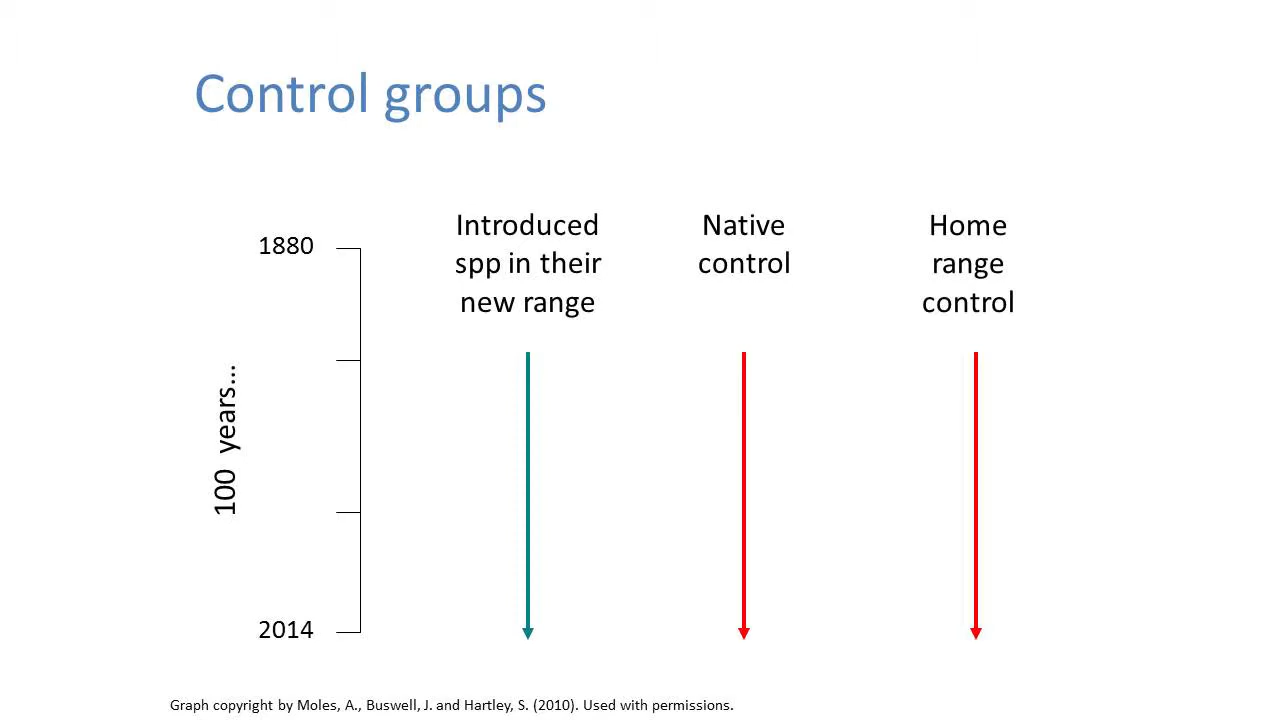 Control groups
Introduced
spp in their
new range
Native
control
Home
range
control
1880
100 years...
2014
Graph copyright by Moles, A., Buswell, J. and Hartley, S. (2010). Used with permissions.